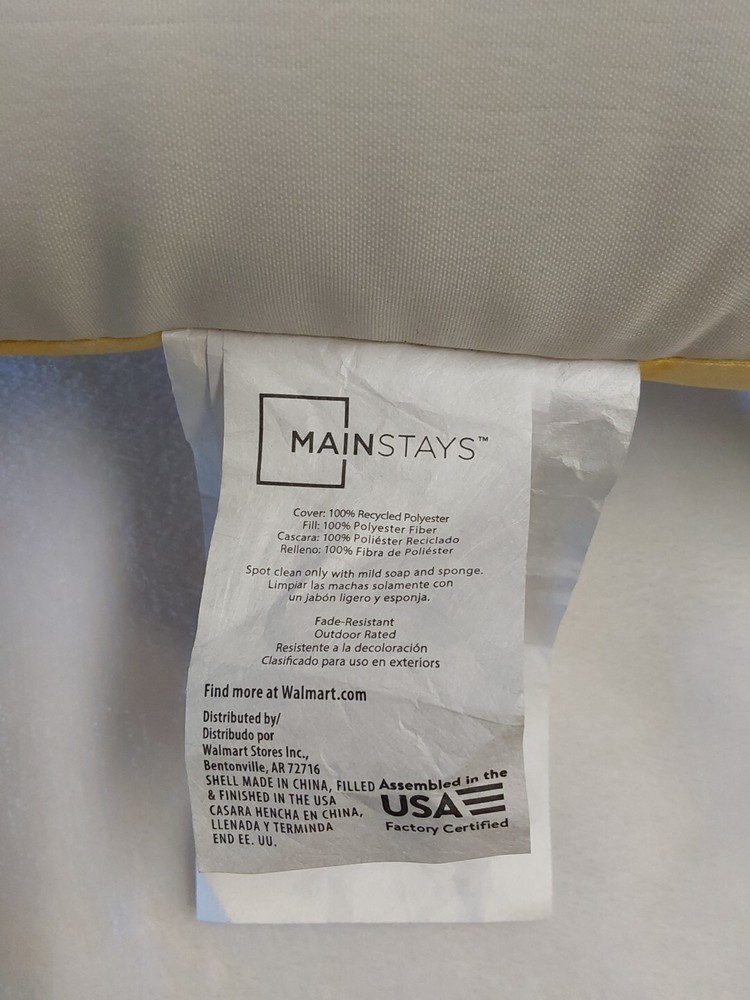 MAINSTAYS™
Cover: 100% Recycled Polyester
Fill: 100% Polyester Fiber
Cascara: 100% Poliéster Reciclado
Relleno: 100% Fibra de Poliéster
Spot clean only with mild soap and sponge.
Limpiar las machas solamente con
un jabón ligero y esponja.
Fade-Resistant
Outdoor Rated
Resistente a la decoloración
Clasificado para uso en exteriors
Find more at Walmart.com
Distributed by/
Distribudo por
Walmart Stores Inc.,
Bentonville, AR 72716
SHELL MADE IN CHINA, FILLED
& FINISHED IN THE USA
CASARA HENCHA EN CHINA,
LLENADA Y TERMINDA
END EE. UU.
Assembled in the
USA
Factory Certified